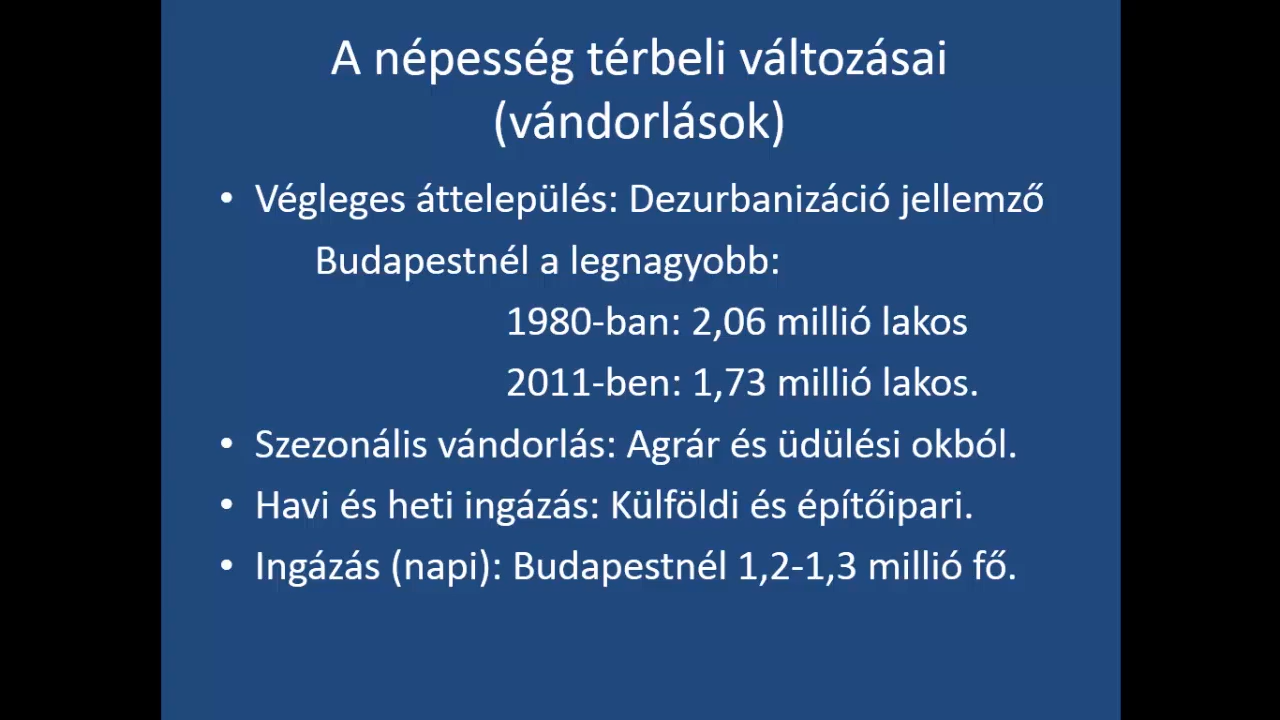 A népesség térbeli változásai
(vándorlások)
• Végleges áttelepülés: Dezurbanizáció jellemző
Budapestnél a legnagyobb:
1980-ban: 2,06 millió lakos
2011-ben: 1,73 millió lakos.
• Szezonális vándorlás: Agrár és üdülési okból.
• Havi és heti ingázás: Külföldi és építőipari.
• Ingázás (napi): Budapestnél 1,2-1,3 millió fő.